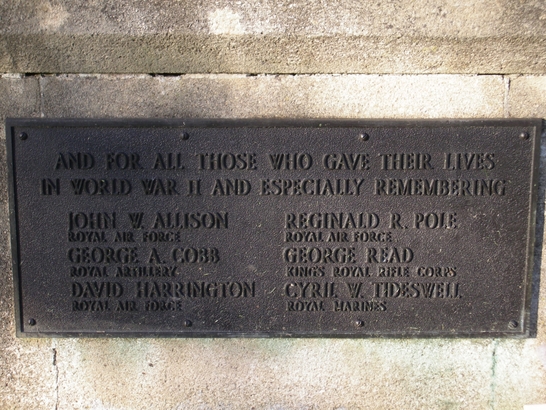 AND FOR ALL THOSE WHO GAVE THEIR LIVES
IN WORLD WAR II AND ESPECIALLY REMEMBERING
JOHN W. ALLISON
ROYAL AIR FORCE
GEORGE A. COBB
ROYAL ARTILLERY
DAVID HARRINGTON
ROYAL AIR FORCE
REGINALD R. POLE
ROYAL AIR FORCE
GEORGE READ
KING'S ROYAL RIFLE CORPS
CYRIL W. TIDESWELL
ROYAL MARINES